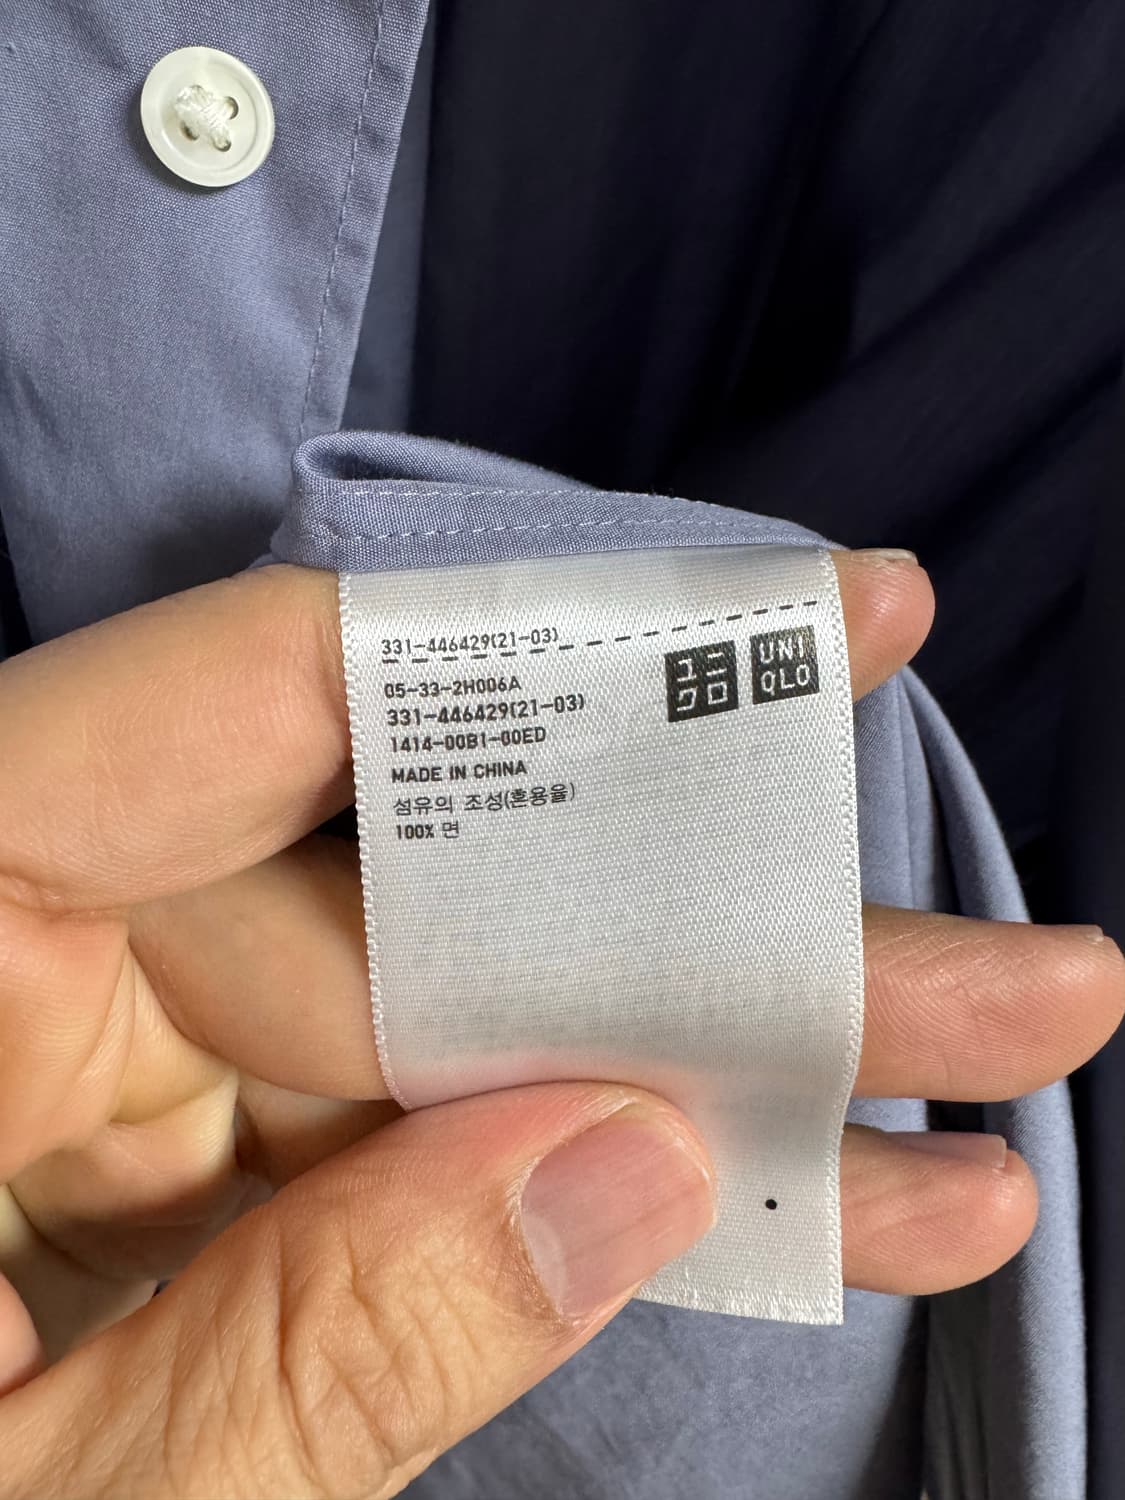 331-446429(21-03)
ユニ
クロ
UNI
QLO
05-33-2H006A
331-446429(21-03)
1414-00B1-00ED
MADE IN CHINA
섬유의 조성(혼용율)
100% 면